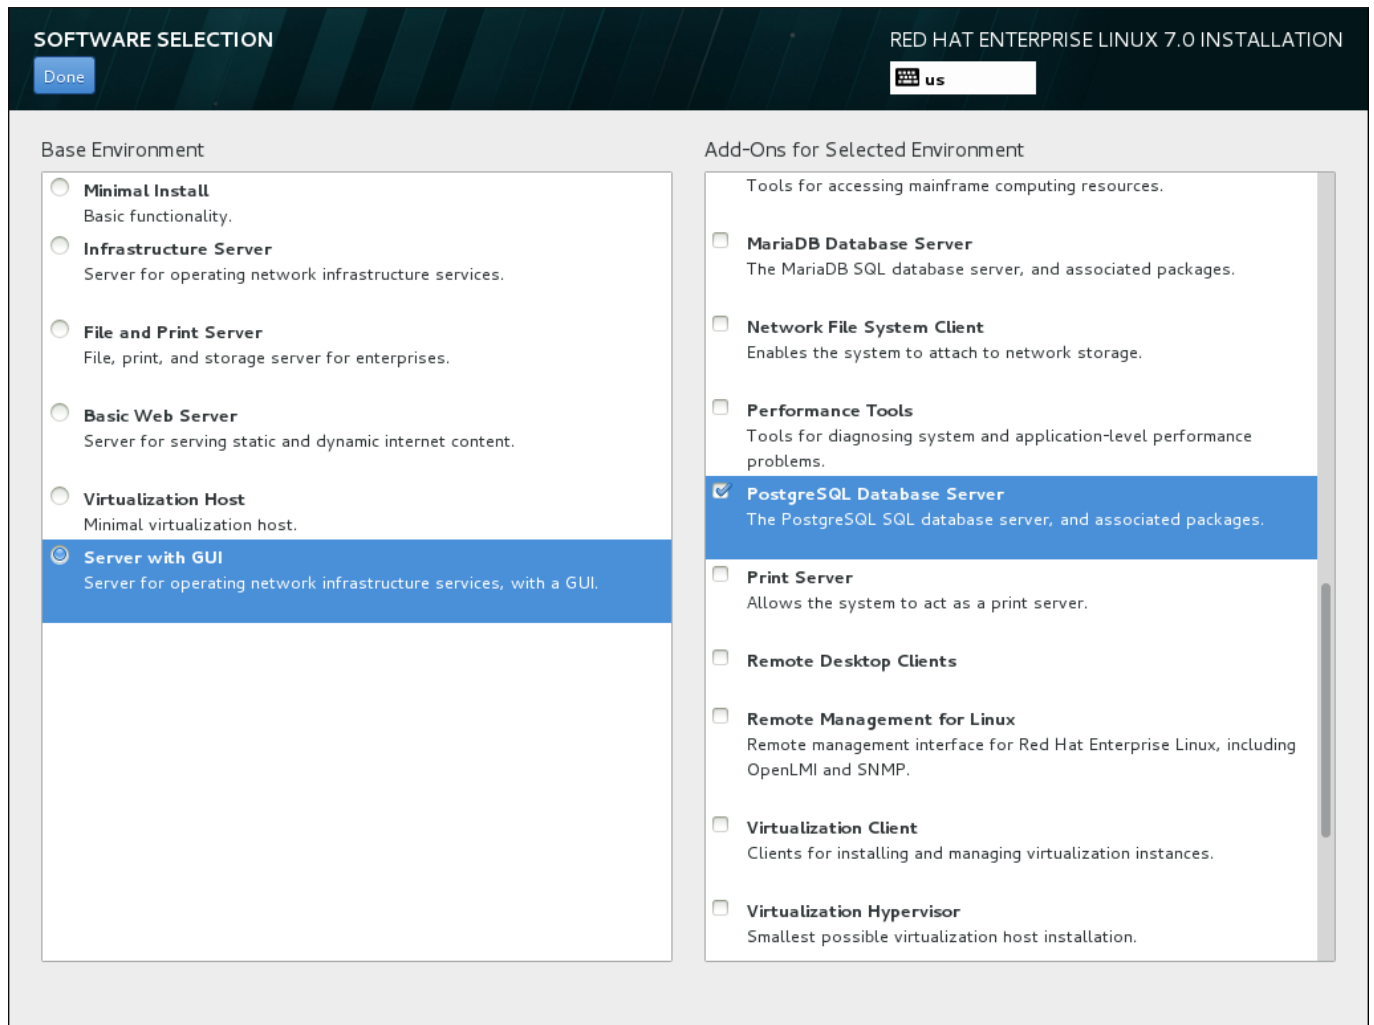 SOFTWARE SELECTION
RED HAT ENTERPRISE LINUX 7.0 INSTALLATION
Done
us
Base Environment
Minimal Install
Basic functionality.
Infrastructure Server
Server for operating network infrastructure services.
File and Print Server
File, print, and storage server for enterprises.
Basic Web Server
Server for serving static and dynamic internet content.
Virtualization Host
Minimal virtualization host.
Server with GUI
Server for operating network infrastructure services, with a GUI.
Add-Ons for Selected Environment
Tools for accessing mainframe computing resources.
MariaDB Database Server
The MariaDB SQL database server, and associated packages.
Network File System Client
Enables the system to attach to network storage.
Performance Tools
Tools for diagnosing system and application-level performance
problems.
PostgreSQL Database Server
The PostgreSQL SQL database server, and associated packages.
Print Server
Allows the system to act as a print server.
Remote Desktop Clients
Remote Management for Linux
Remote management interface for Red Hat Enterprise Linux, including
OpenLMI and SNMP.
Virtualization Client
Clients for installing and managing virtualization instances.
Virtualization Hypervisor
Smallest possible virtualization host installation.